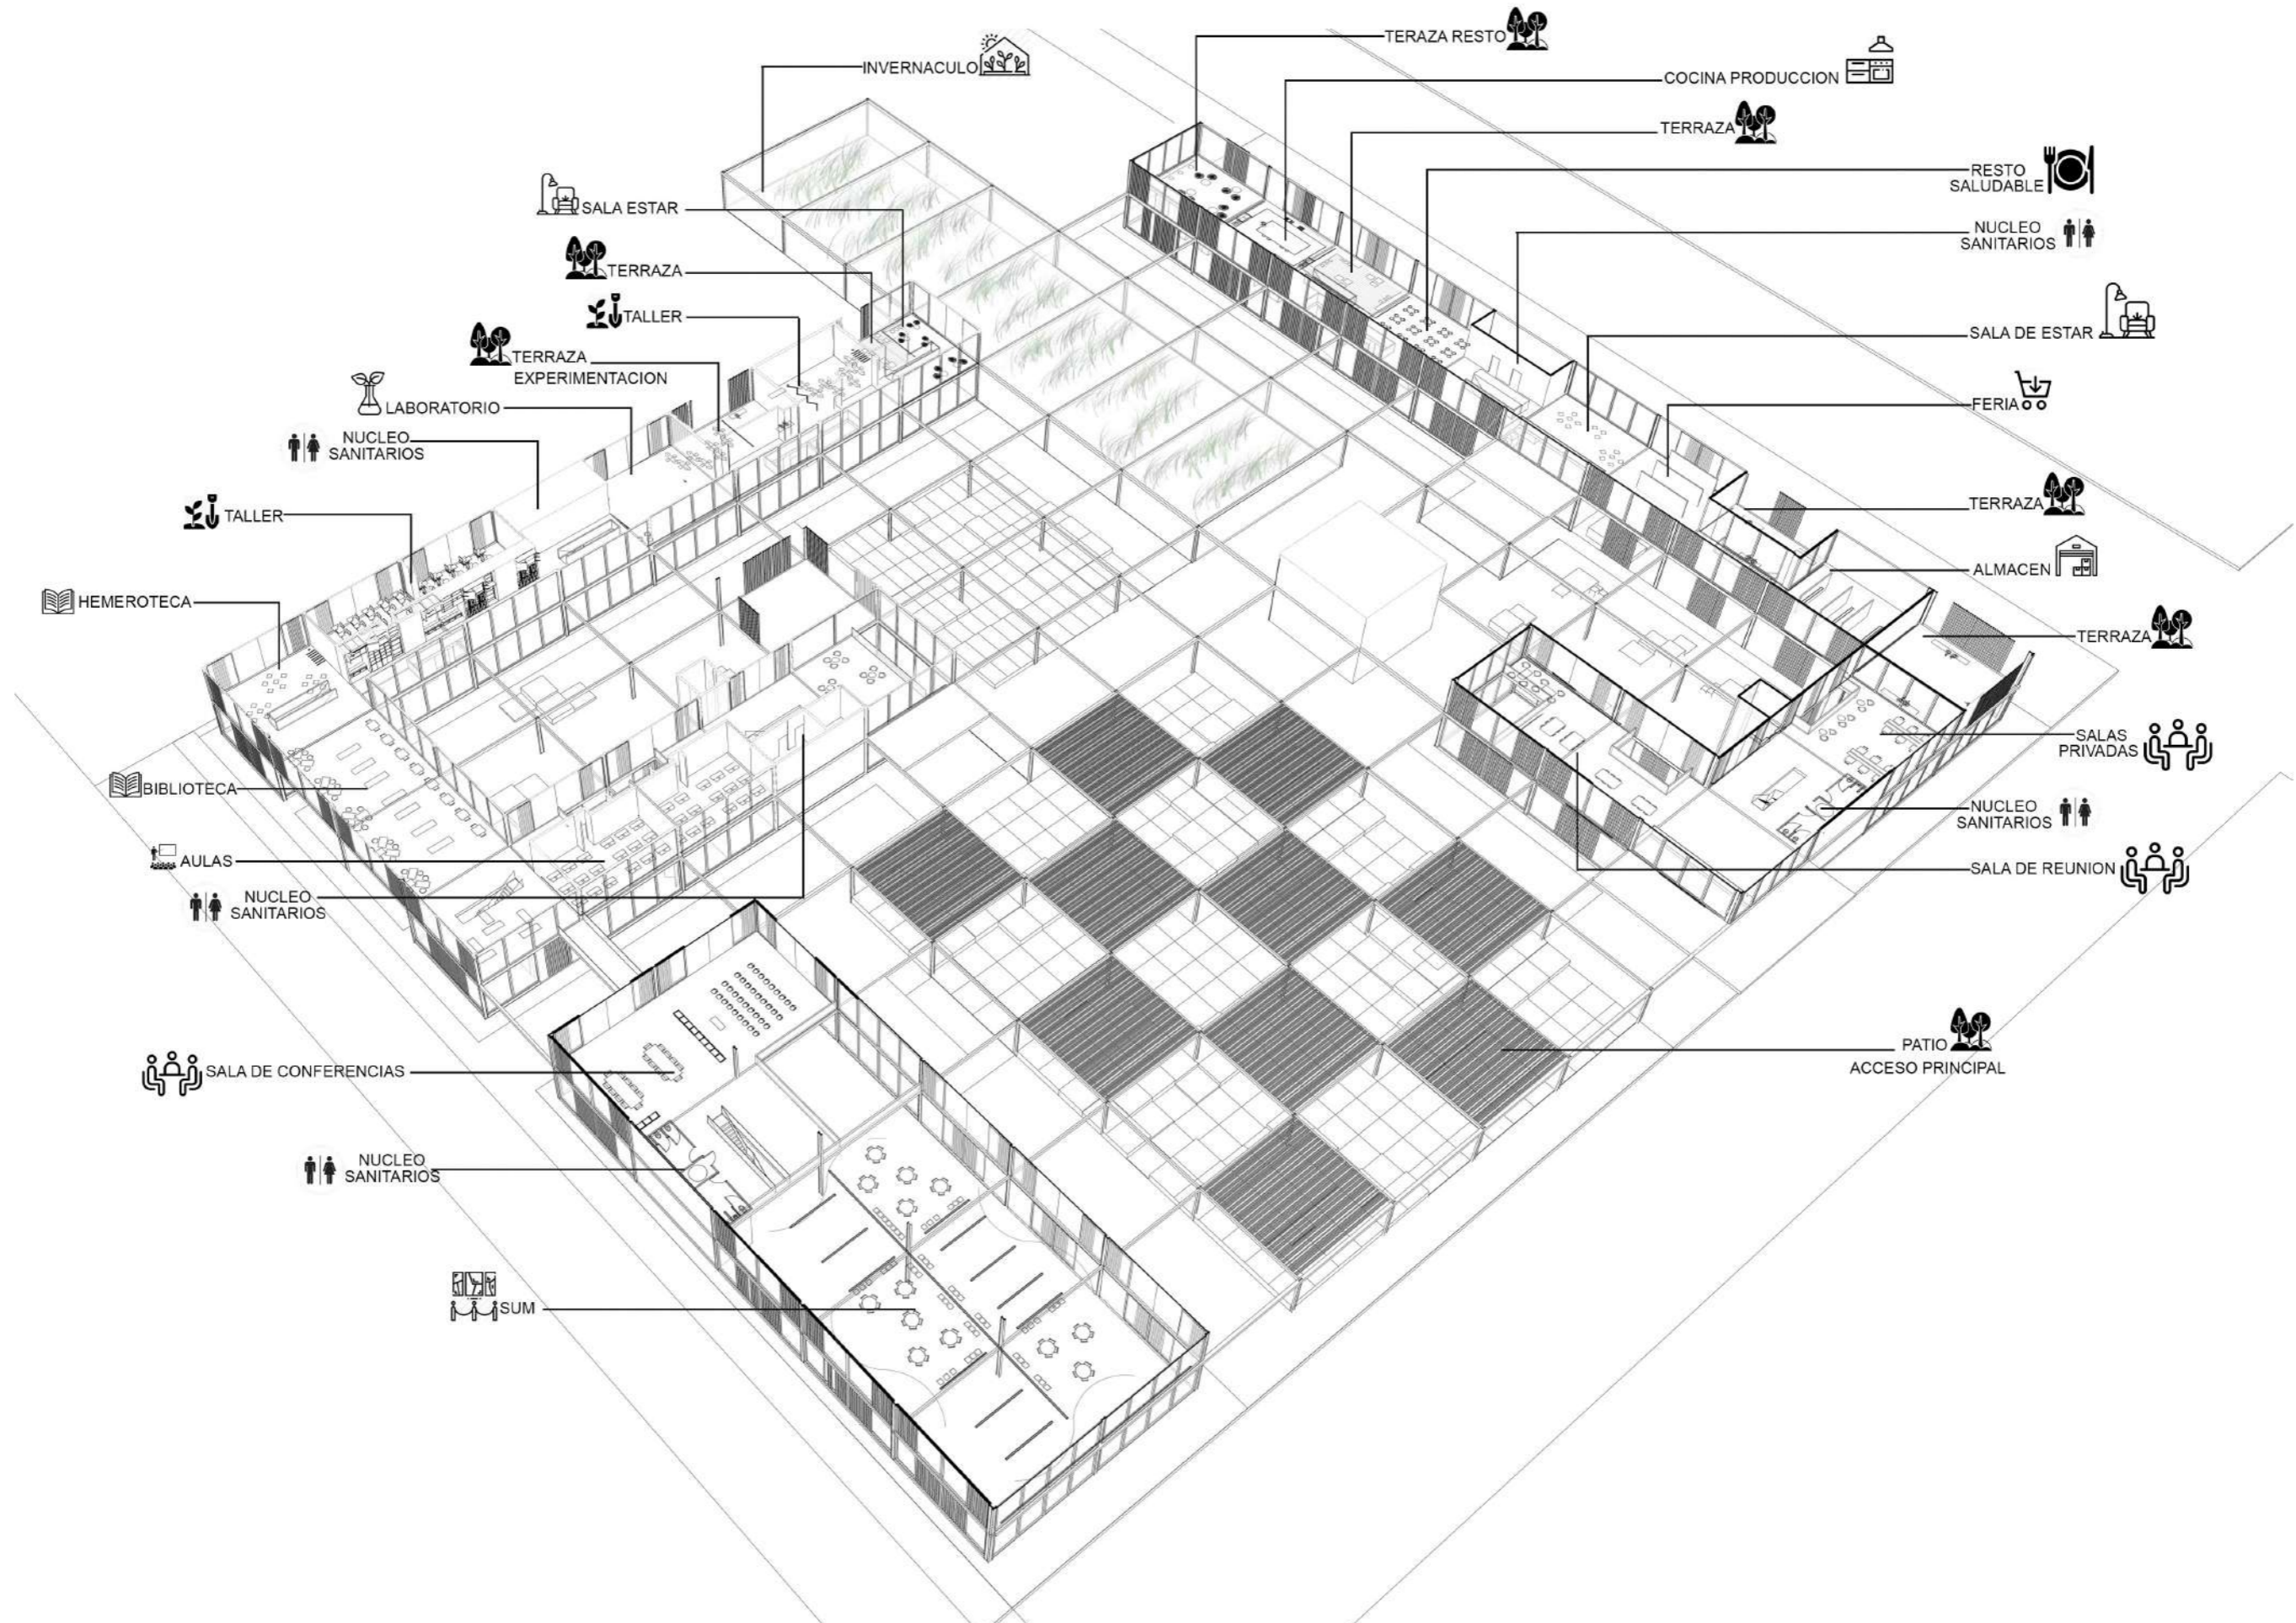 TERAZA RESTO
INVERNACULO
COCINA PRODUCCION
TERRAZA
RESTO
SALUDABLE
SALA ESTAR
NUCLEO
SANITARIOS
TERRAZA
TALLER
SALA DE ESTAR
TERRAZA
EXPERIMENTACION
LABORATORIO
FERIA
NUCLEO
SANITARIOS
TERRAZA
TALLER
ALMACEN
HEMEROTECA
TERRAZA
SALAS
PRIVADAS
BIBLIOTECA
NUCLEO
SANITARIOS
AULAS
SALA DE REUNION
NUCLEO
SANITARIOS
PATIO
ACCESO PRINCIPAL
SALA DE CONFERENCIAS
NUCLEO
SANITARIOS
SUM